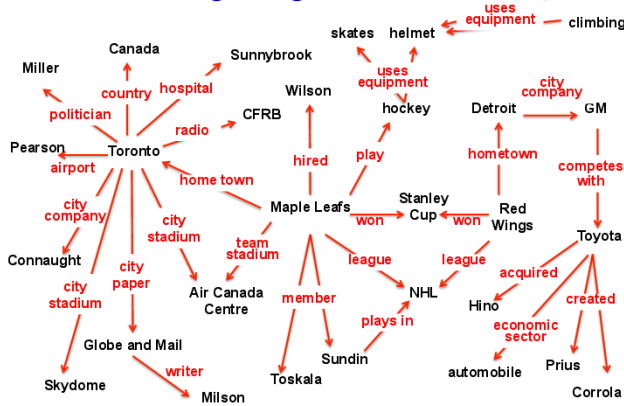 uses
equipment
climbing
skates
helmet
Canada
Sunnybrook
Miller
Wilson
uses
equipment
city
company
country
hospital
hockey
Detroit
GM
politician
CFRB
radio
Pearson
Toronto
airport
hired
play
hometown
competes
with
home town
city
company
city
stadium
Maple Leafs
won
Stanley
Cup
won
Red
Wings
Toyota
team
stadium
league
league
Connaught
city
stadium
city
paper
Air Canada
Centre
member
NHL
acquired
created
Hino
plays in
economic
sector
Globe and Mail
Sundin
automobile
Prius
writer
Skydome
Milson
Toskala
Corrola